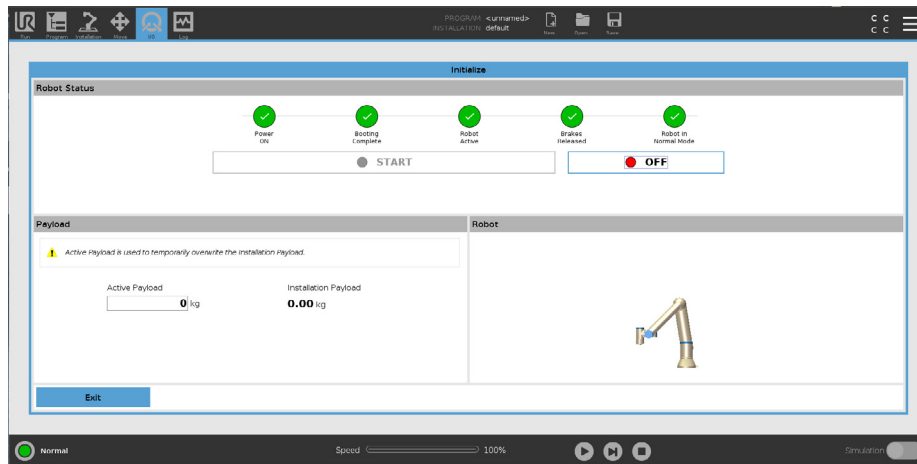 PROGRAM <unnamed>
INSTALLATION default
Run Program Installation Move I/O Log
New Open Save
C C
C C
Initialize
Robot Status
Power
ON
Booting
Complete
Robot
Active
Brakes
Released
Robot in
Normal Mode
START
OFF
Payload
Robot
Active Payload is used to temporarily overwrite the Installation Payload.
Active Payload
Installation Payload
0 kg
0.00 kg
Exit
Normal
Speed
100%
Simulation